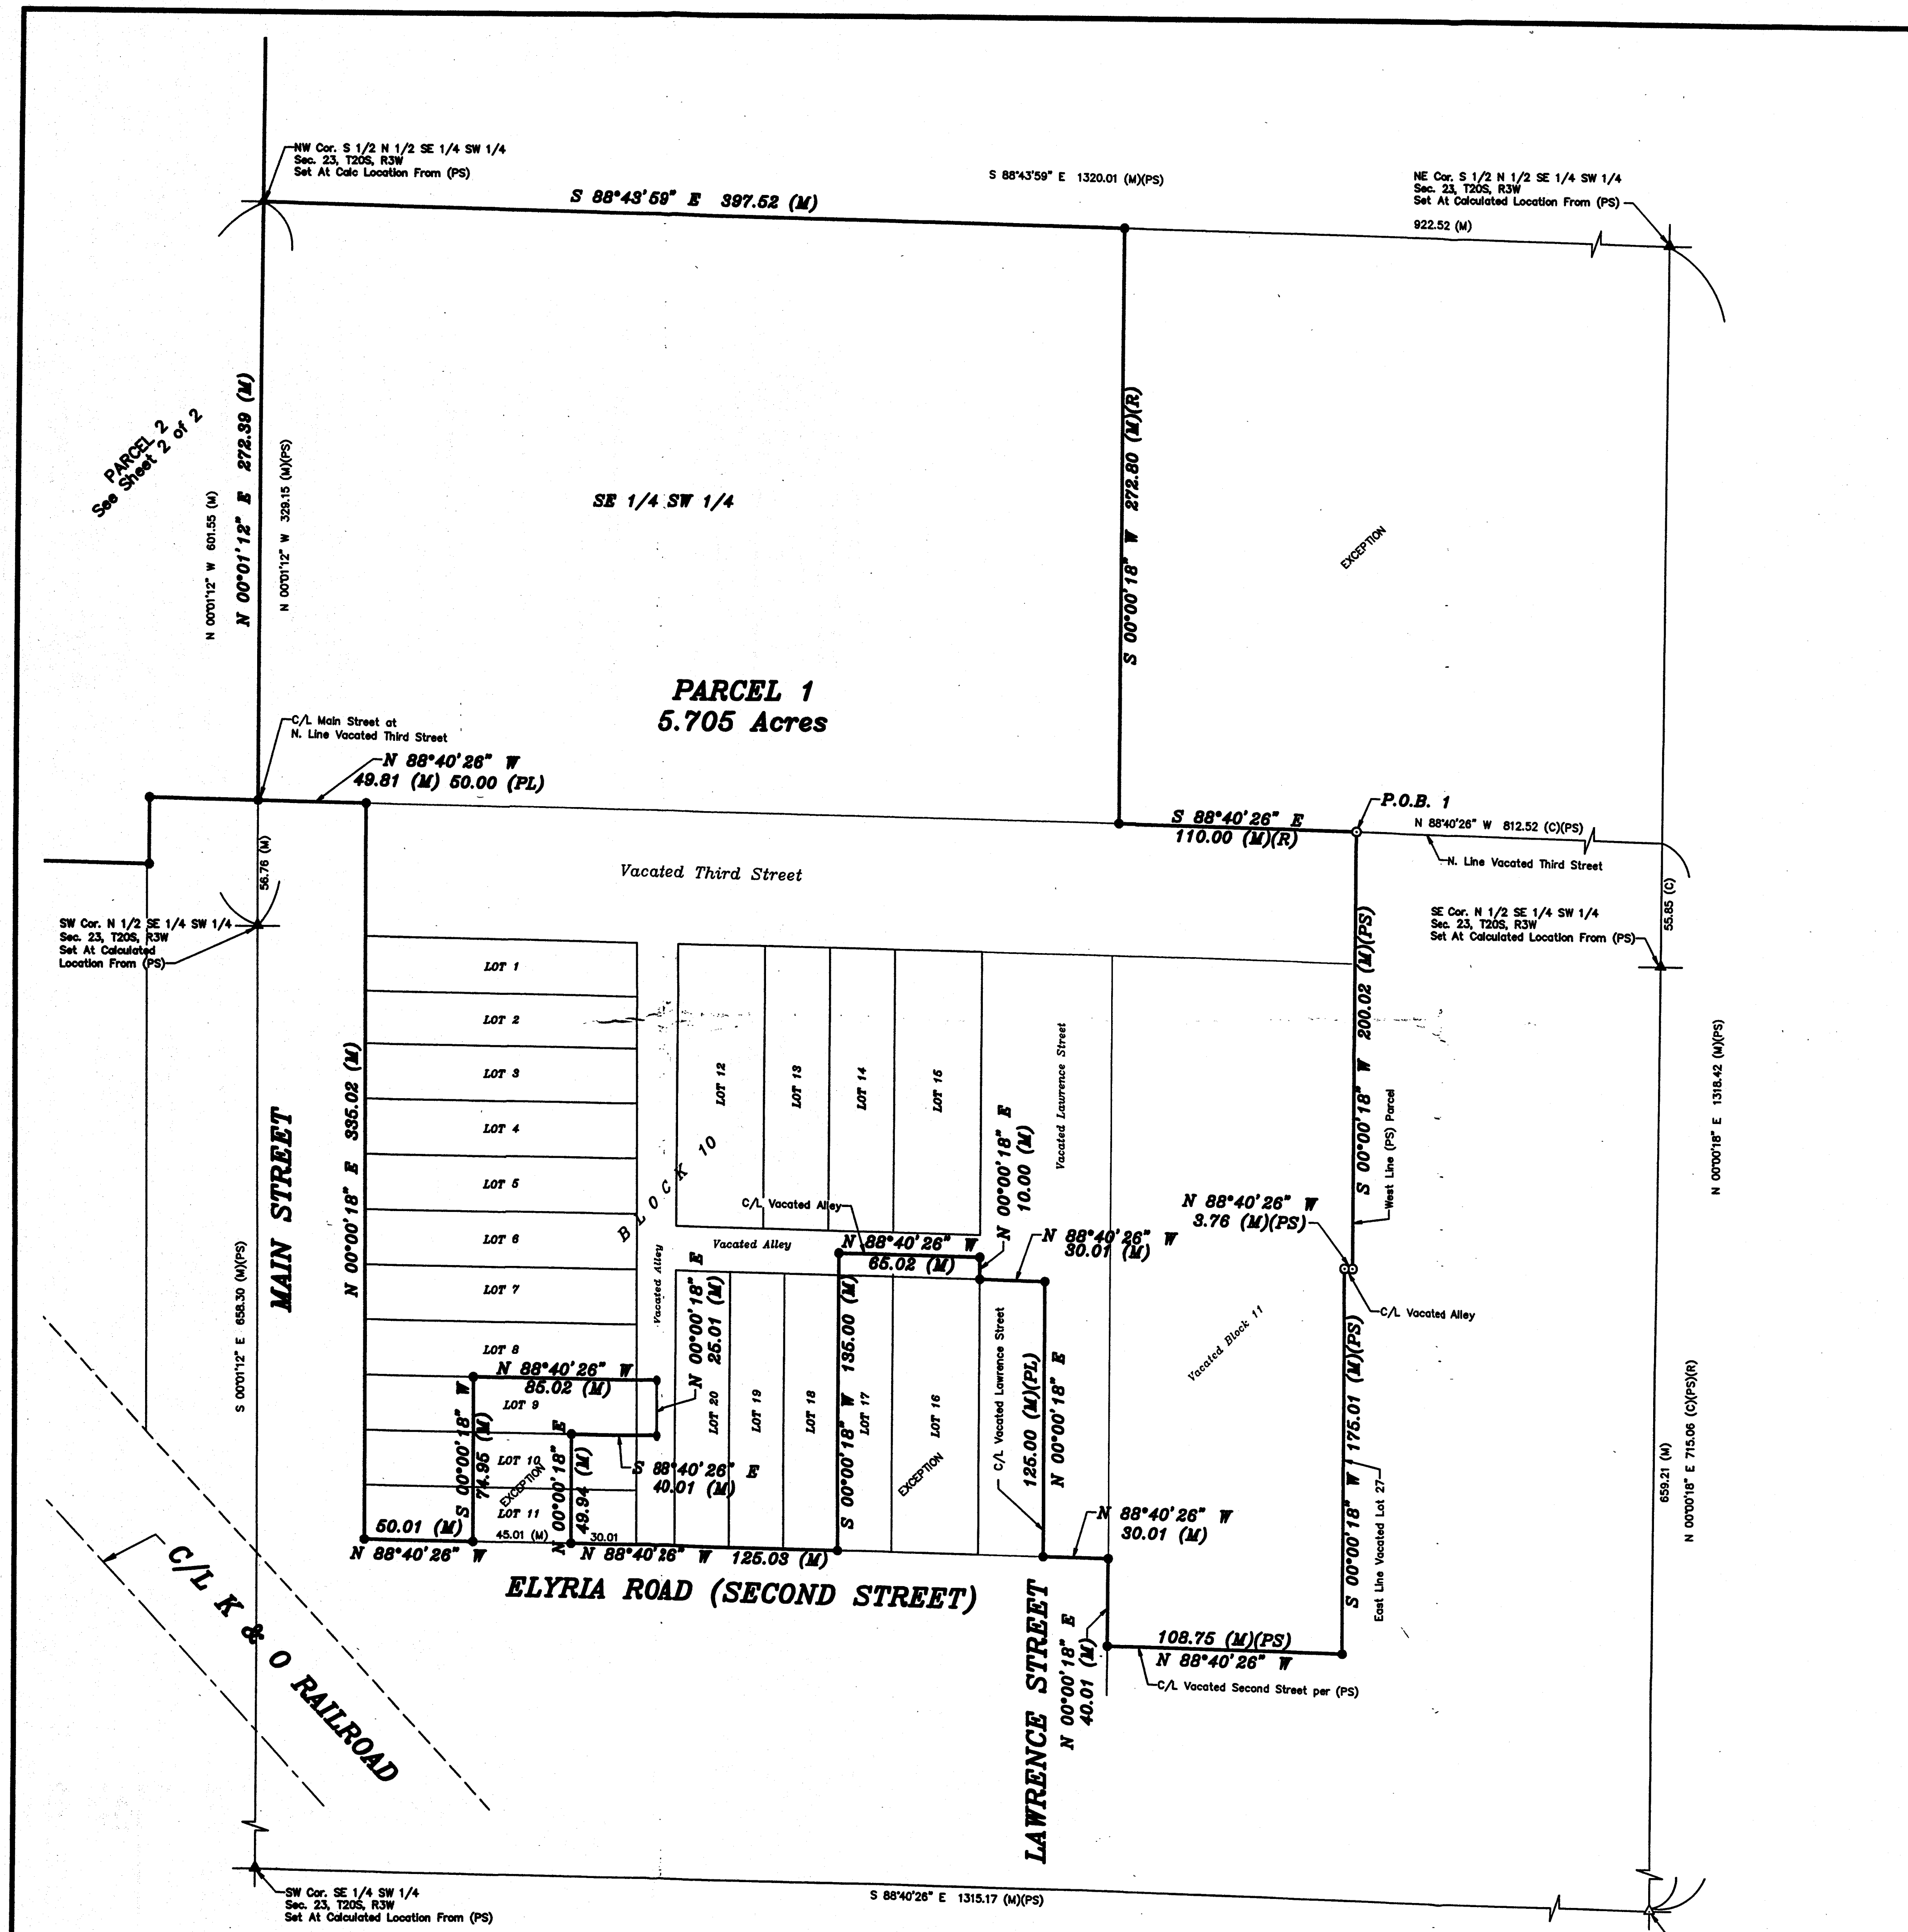 NW Cor. S 1/2 N 1/2 SE 1/4 SW 1/4
Sec. 23, T20S, R3W
Set At Calc Location From (PS)
S 88°43'59" E 397.52 (M)
S 88°43'59" E 1320.01 (M)(PS)
NE Cor. S 1/2 N 1/2 SE 1/4 SW 1/4
Sec. 23, T20S, R3W
Set At Calculated Location From (PS)
922.52 (M)
PARCEL 2
See Sheet 2 of 2
N 00°01'12" W 601.55 (M)
N 00°01'12" E 272.39 (M)
N 00°01'12" W 329.15 (M)(PS)
SE 1/4 SW 1/4
S 00°00'18" W 272.80 (M)(R)
EXCEPTION
PARCEL 1
5.705 Acres
C/L Main Street at
N. Line Vacated Third Street
N 88°40'26" W
49.81 (M) 50.00 (PL)
S 88°40'26" E
110.00 (M)(R)
P.O.B. 1
N 88°40'26" W 812.52 (C)(PS)
N. Line Vacated Third Street
56.76 (M)
Vacated Third Street
55.85 (C)
SW Cor. N 1/2 SE 1/4 SW 1/4
Sec. 23, T20S, R3W
Set At Calculated
Location From (PS)
SE Cor. N 1/2 SE 1/4 SW 1/4
Sec. 23, T20S, R3W
Set At Calculated Location From (PS)
S 00°00'18" W 200.02 (M)(PS)
West Line (PS) Parcel
N 00°00'18" E 1318.42 (M)(PS)
LOT 1
LOT 2
LOT 3
LOT 4
LOT 5
LOT 6
LOT 7
LOT 8
LOT 9
LOT 10
LOT 11
LOT 12
LOT 13
LOT 14
LOT 15
Vacated Lawrence Street
BLOCK 10
MAIN STREET
N 00°00'18" E 335.02 (M)
S 00°01'12" E 658.30 (M)(PS)
C/L Vacated Alley
Vacated Alley
Vacated Alley
N 88°40'26" W
65.02 (M)
N 00°00'18" E
10.00 (M)
N 88°40'26" W
30.01 (M)
N 88°40'26" W
3.76 (M)(PS)
C/L Vacated Alley
Vacated Block 11
N 88°40'26" W
85.02 (M)
N 00°00'18" E
25.01 (M)
S 88°40'26" E
40.01 (M)
S 00°00'18" W
74.95 (M)
EXCEPTION
N 00°00'18" E
49.94 (M)
LOT 20
LOT 19
LOT 18
LOT 17
LOT 16
S 00°00'18" W 135.00 (M)
EXCEPTION
C/L Vacated Lawrence Street
125.00 (M)(PL)
N 00°00'18" E
S 00°00'18" W 175.01 (M)(PS)
East Line Vacated Lot 27
659.21 (M)
N 00°00'18" E 715.06 (C)(PS)(R)
50.01 (M)
N 88°40'26" W
45.01 (M)
30.01
N 88°40'26" W 125.03 (M)
N 88°40'26" W
30.01 (M)
ELYRIA ROAD (SECOND STREET)
LAWRENCE STREET
N 00°00'18" E
40.01 (M)
108.75 (M)(PS)
N 88°40'26" W
C/L Vacated Second Street per (PS)
C/L K & O RAILROAD
SW Cor. SE 1/4 SW 1/4
Sec. 23, T20S, R3W
Set At Calculated Location From (PS)
S 88°40'26" E 1315.17 (M)(PS)